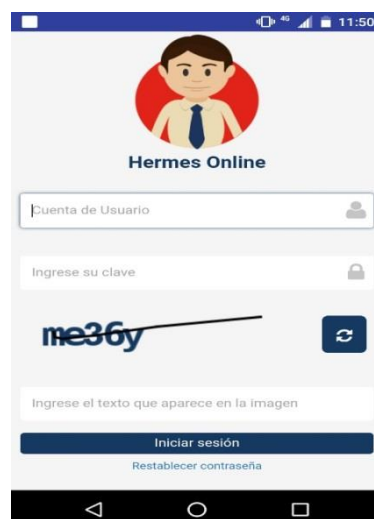 4G 11:50
Hermes Online
Cuenta de Usuario
Ingrese su clave
me36y
Ingrese el texto que aparece en la imagen
Iniciar sesión
Restablecer contraseña